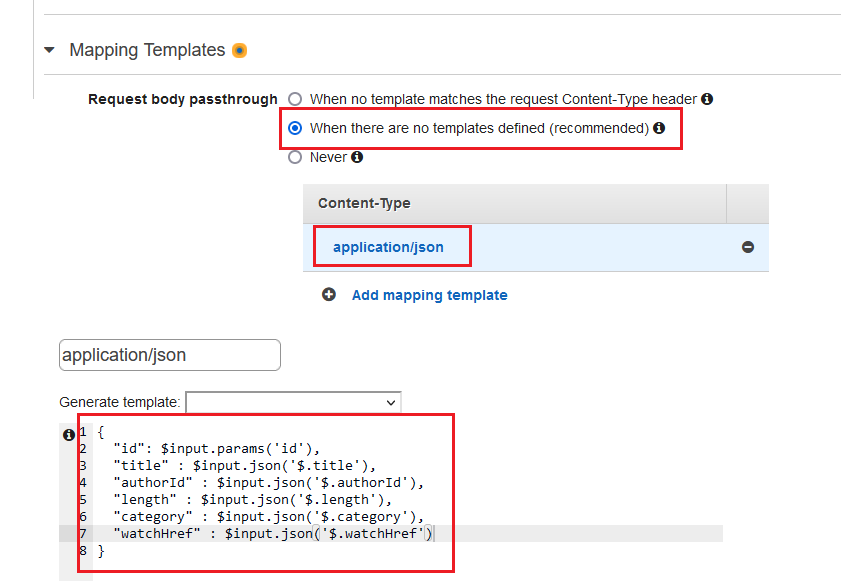 Mapping Templates
Request body passthrough
When no template matches the request Content-Type header
When there are no templates defined (recommended)
Never
Content-Type
application/json
Add mapping template
application/json
Generate template:
1 {
2 "id": $input.params('id'),
3 "title" : $input.json('$.title'),
4 "authorId" : $input.json('$.authorId'),
5 "length" : $input.json('$.length'),
6 "category" : $input.json('$.category'),
7 "watchHref" : $input.json('$.watchHref')
8 }